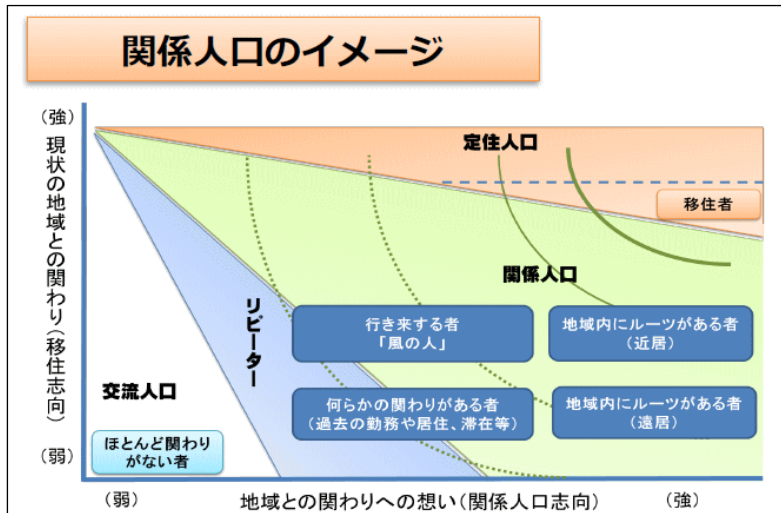 関係人口のイメージ
（強）
現状の地域との関わり（移住志向）
（弱）
定住人口
移住者
関係人口
リピーター
行き来する者
「風の人」
地域内にルーツがある者
（近居）
交流人口
何らかの関わりがある者
（過去の勤務や居住、滞在等）
地域内にルーツがある者
（遠居）
ほとんど関わり
がない者
（弱）
地域との関わりへの想い（関係人口志向）
（強）